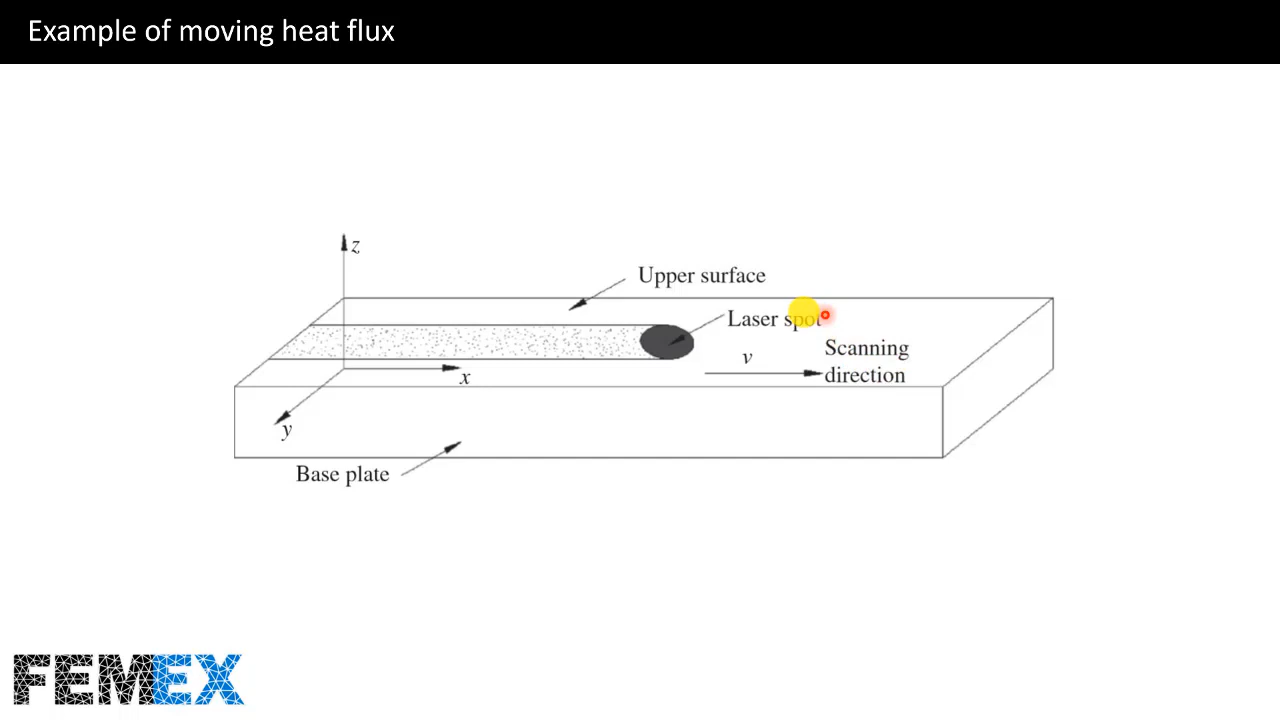 Example of moving heat flux
z
Upper surface
Laser spot
v
Scanning
direction
x
y
Base plate
FEMEX